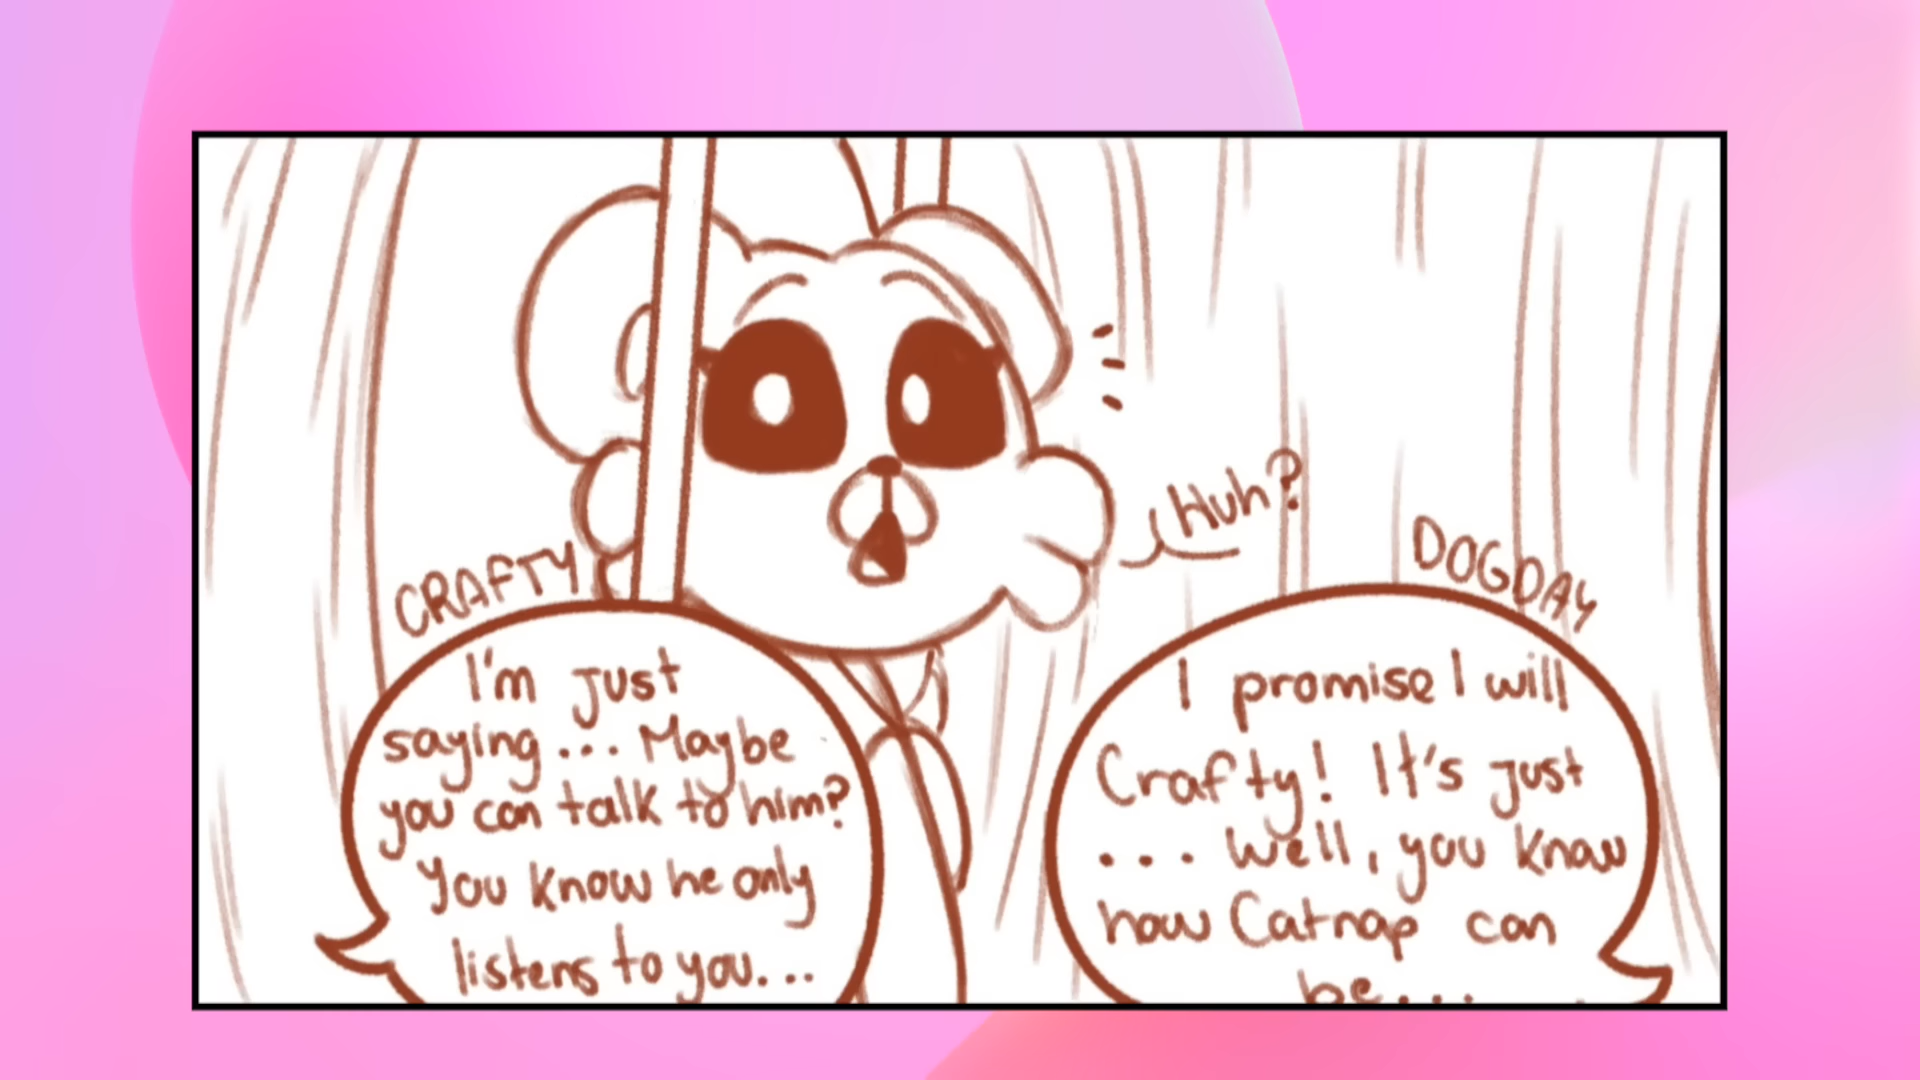 Huh?
CRAFTY
I'm just
saying... Maybe
you can talk to him?
You know he only
listens to you...
DOGDAY
I promise I will
Crafty! It's just
... Well, you know
how Catnap can
be...